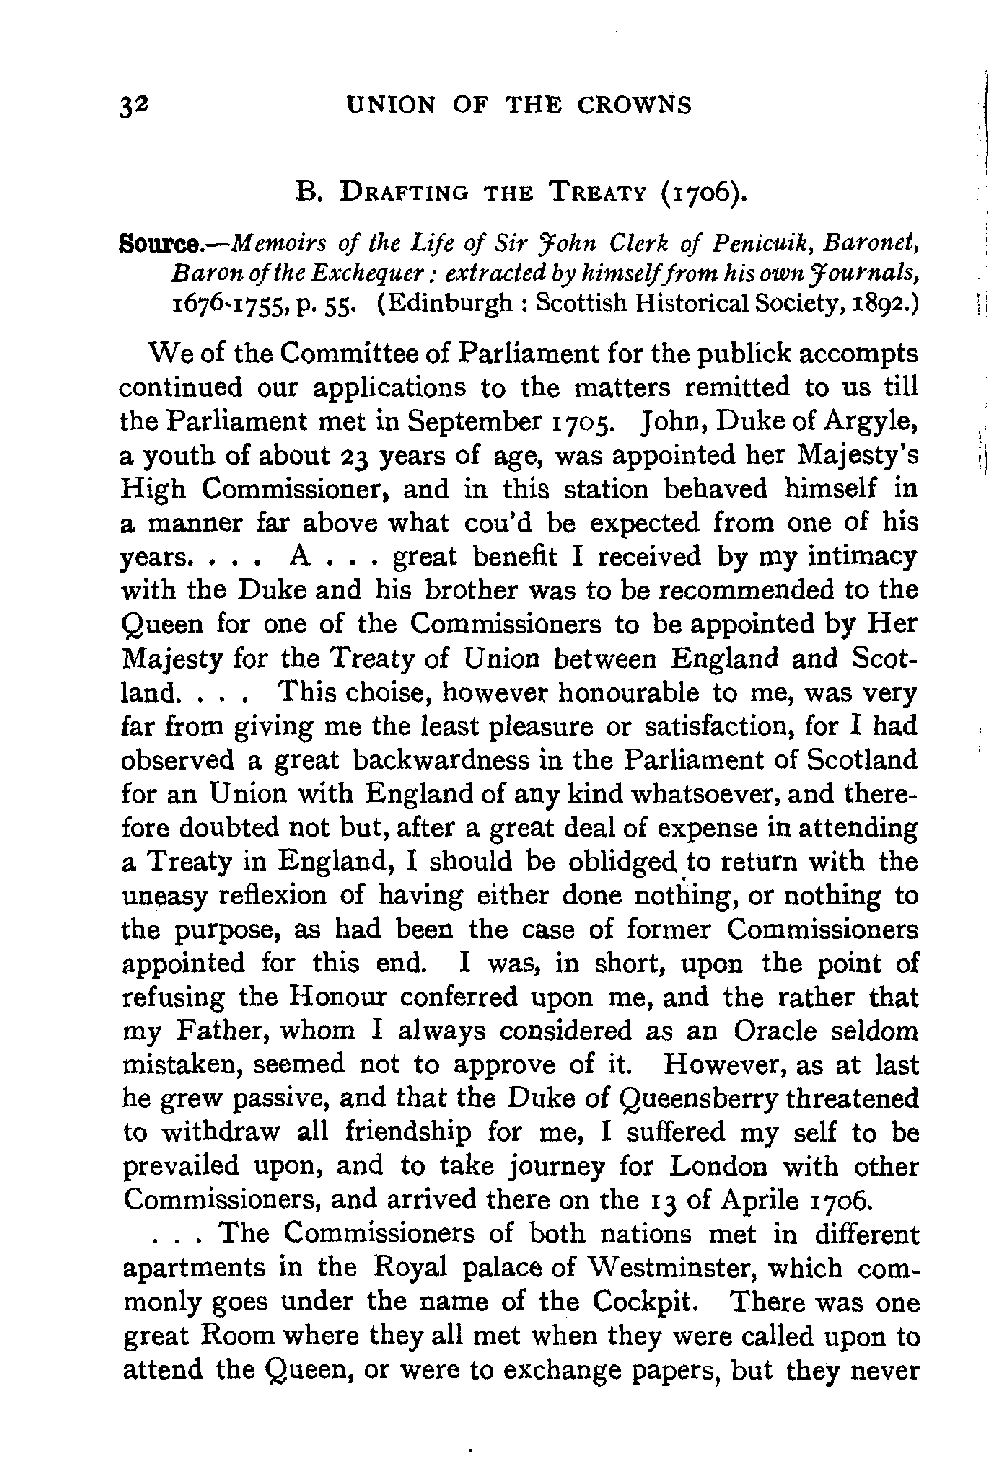 32 UNION OF THE CROWNS
B. DRAFTING THE TREATY (1706).
Source.—Memoirs of the Life of Sir John Clerk of Penicuik, Baronet,
Baron of the Exchequer: extracted by himself from his own Journals,
1676-1755, p. 55. (Edinburgh : Scottish Historical Society, 1892.)
We of the Committee of Parliament for the publick accompts
continued our applications to the matters remitted to us till
the Parliament met in September 1705. John, Duke of Argyle,
a youth of about 23 years of age, was appointed her Majesty's
High Commissioner, and in this station behaved himself in
a manner far above what cou'd be expected from one of his
years. . . . A . . . great benefit I received by my intimacy
with the Duke and his brother was to be recommended to the
Queen for one of the Commissioners to be appointed by Her
Majesty for the Treaty of Union between England and Scot-
land. . . . This choise, however honourable to me, was very
far from giving me the least pleasure or satisfaction, for I had
observed a great backwardness in the Parliament of Scotland
for an Union with England of any kind whatsoever, and there-
fore doubted not but, after a great deal of expense in attending
a Treaty in England, I should be oblidged to return with the
uneasy reflexion of having either done nothing, or nothing to
the purpose, as had been the case of former Commissioners
appointed for this end. I was, in short, upon the point of
refusing the Honour conferred upon me, and the rather that
my Father, whom I always considered as an Oracle seldom
mistaken, seemed not to approve of it. However, as at last
he grew passive, and that the Duke of Queensberry threatened
to withdraw all friendship for me, I suffered my self to be
prevailed upon, and to take journey for London with other
Commissioners, and arrived there on the 13 of Aprile 1706.
. . . The Commissioners of both nations met in different
apartments in the Royal palace of Westminster, which com-
monly goes under the name of the Cockpit. There was one
great Room where they all met when they were called upon to
attend the Queen, or were to exchange papers, but they never